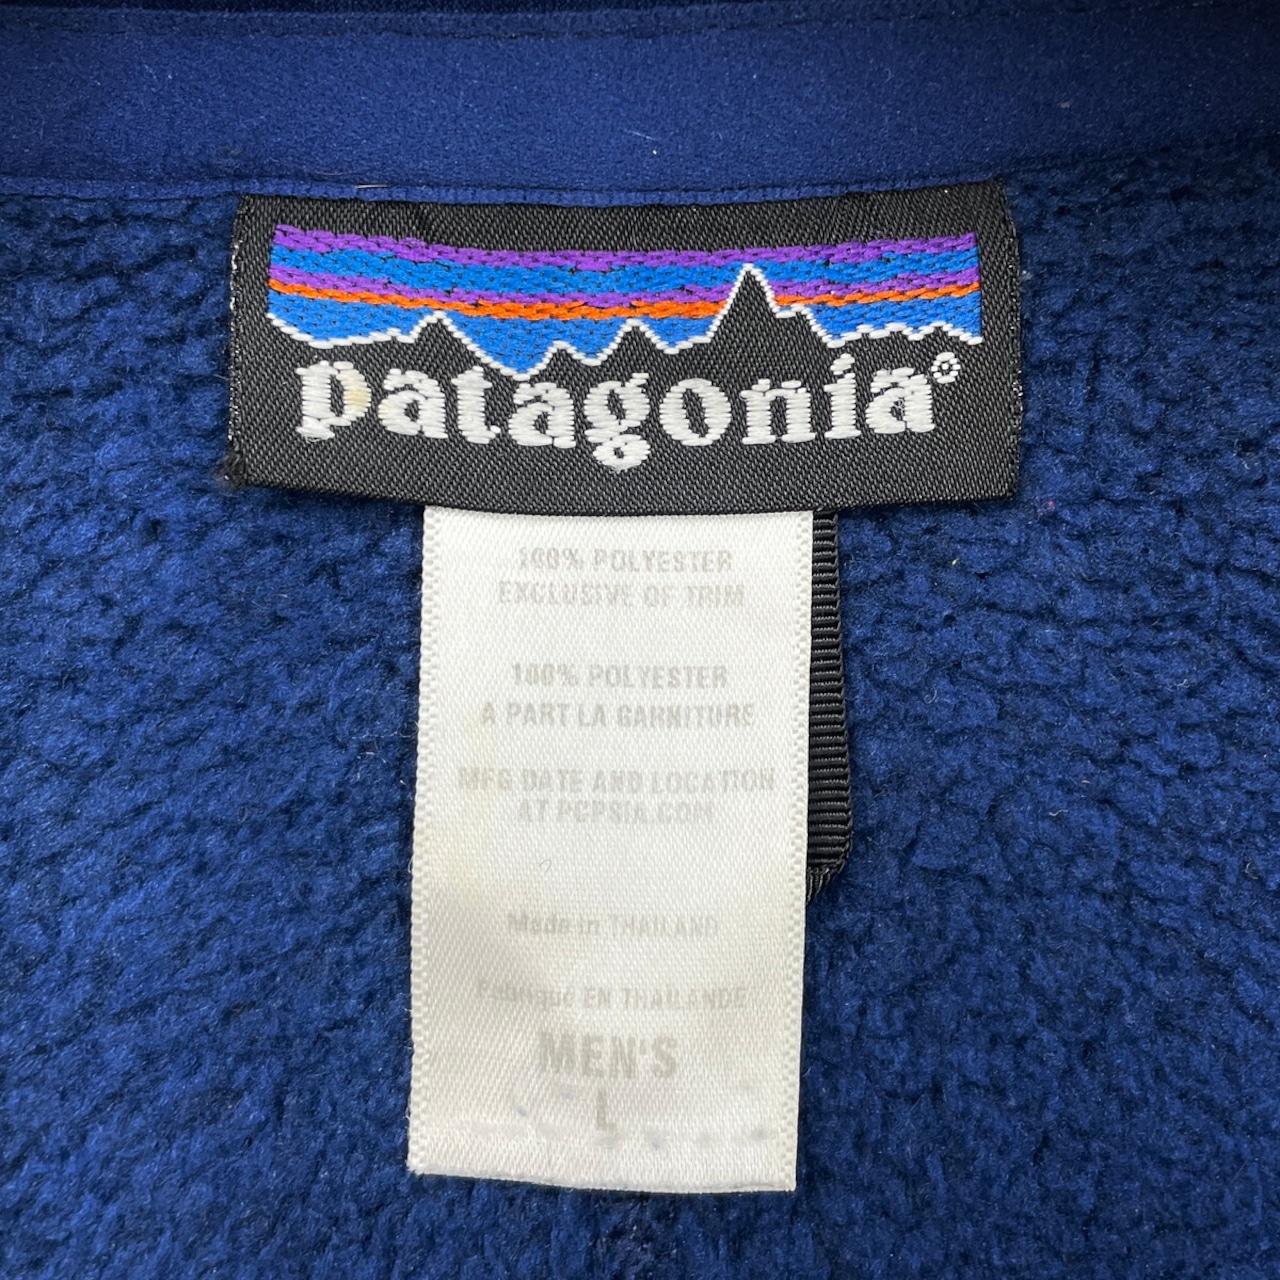 patagonia®
100% POLYESTER
EXCLUSIVE OF TRIM
100% POLYESTER
A PART LA GARNITURE
MFG DATE AND LOCATION
AT PCPSIA.COM
Made in THAILAND
Fabriqué EN THAILANDE
MEN'S
L